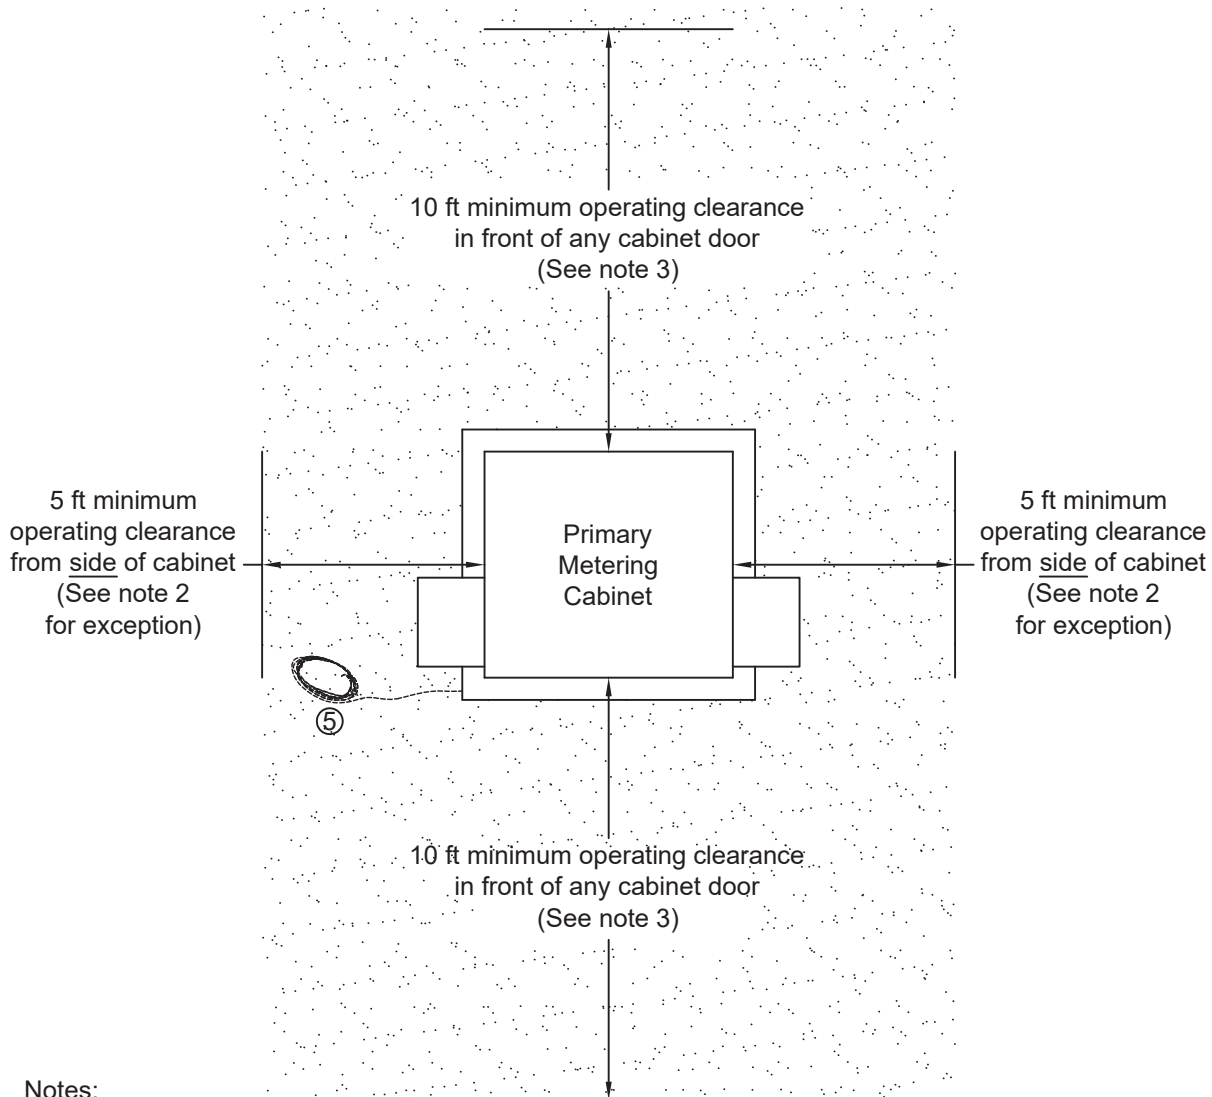 10 ft minimum operating clearance
in front of any cabinet door
(See note 3)
5 ft minimum
operating clearance
from side of cabinet
(See note 2
for exception)
Primary
Metering
Cabinet
5 ft minimum
operating clearance
from side of cabinet
(See note 2
for exception)
⑤
10 ft minimum operating clearance
in front of any cabinet door
(See note 3)
Notes: